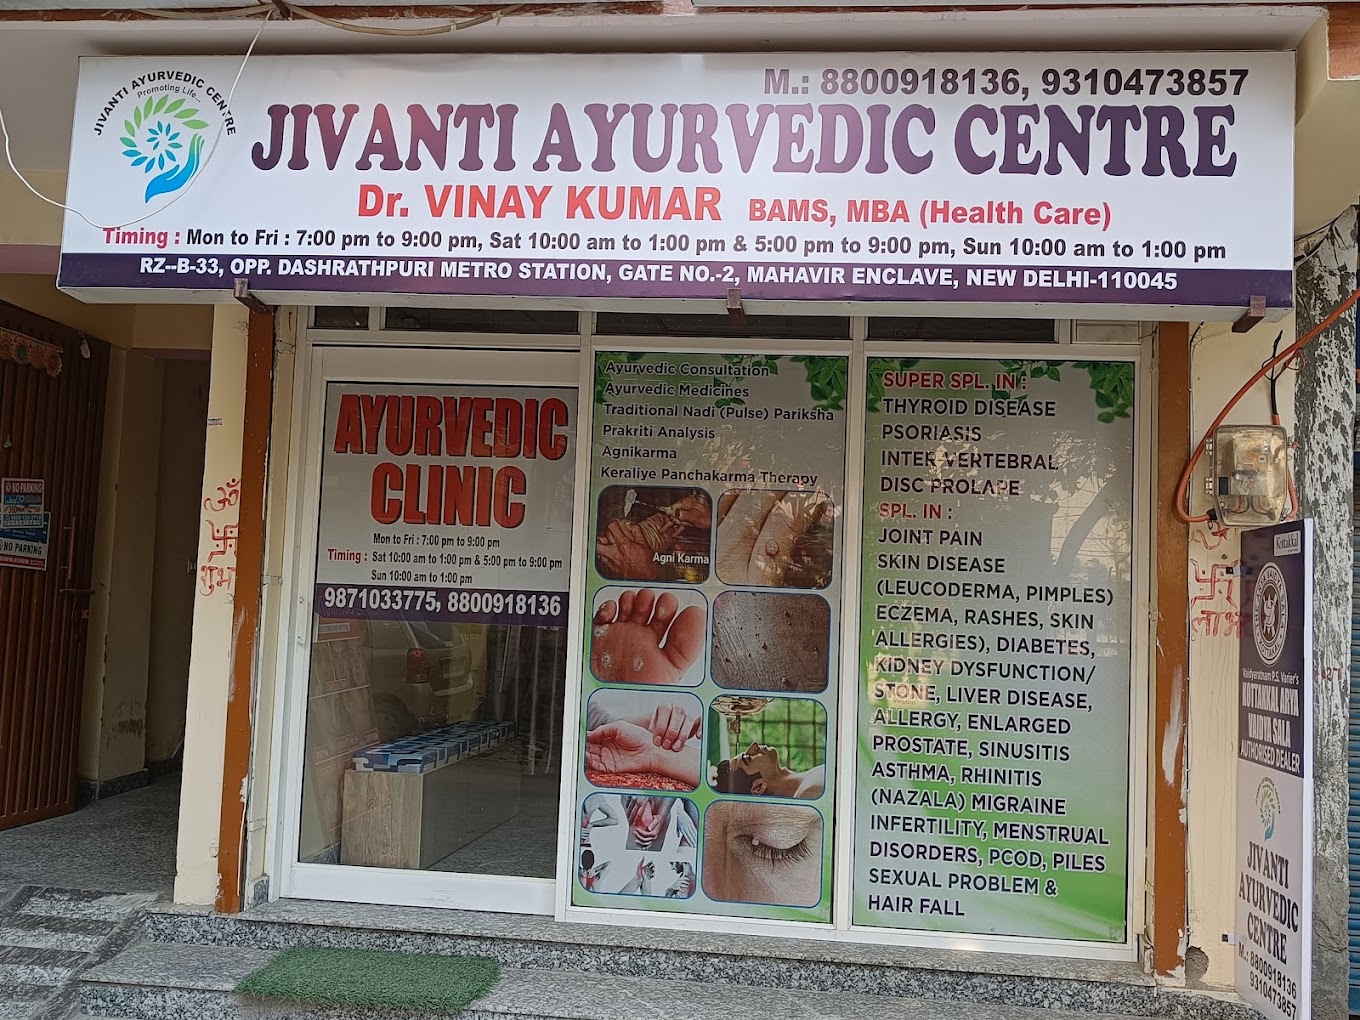 JIVANTI AYURVEDIC CENTRE
Promoting Life...
M.: 8800918136, 9310473857
JIVANTI AYURVEDIC CENTRE
Dr. VINAY KUMAR BAMS, MBA (Health Care)
Timing : Mon to Fri : 7:00 pm to 9:00 pm, Sat 10:00 am to 1:00 pm & 5:00 pm to 9:00 pm, Sun 10:00 am to 1:00 pm
RZ--B-33, OPP. DASHRATHPURI METRO STATION, GATE NO.-2, MAHAVIR ENCLAVE, NEW DELHI-110045
NO PARKING
NO PARKING
ॐ
शुभ
AYURVEDIC
CLINIC
Mon to Fri : 7:00 pm to 9:00 pm
Timing : Sat 10:00 am to 1:00 pm & 5:00 pm to 9:00 pm
Sun 10:00 am to 1:00 pm
9871033775, 8800918136
Ayurvedic Consultation
Ayurvedic Medicines
Traditional Nadi (Pulse) Pariksha
Prakriti Analysis
Agnikarma
Keraliye Panchakarma Therapy
Agni Karma
SUPER SPL. IN :
THYROID DISEASE
PSORIASIS
INTER VERTEBRAL
DISC PROLAPE
SPL. IN :
JOINT PAIN
SKIN DISEASE
(LEUCODERMA, PIMPLES)
ECZEMA, RASHES, SKIN
ALLERGIES), DIABETES,
KIDNEY DYSFUNCTION/
STONE, LIVER DISEASE,
ALLERGY, ENLARGED
PROSTATE, SINUSITIS
ASTHMA, RHINITIS
(NAZALA) MIGRAINE
INFERTILITY, MENSTRUAL
DISORDERS, PCOD, PILES
SEXUAL PROBLEM &
HAIR FALL
लाभ
Kottakkal
Vaidyaratnam P.S. Varier's
KOTTAKKAL ARYA
VAIDYA SALA
AUTHORISED DEALER
JIVANTI
AYURVEDIC
CENTRE
M.: 8800918136
9310473857